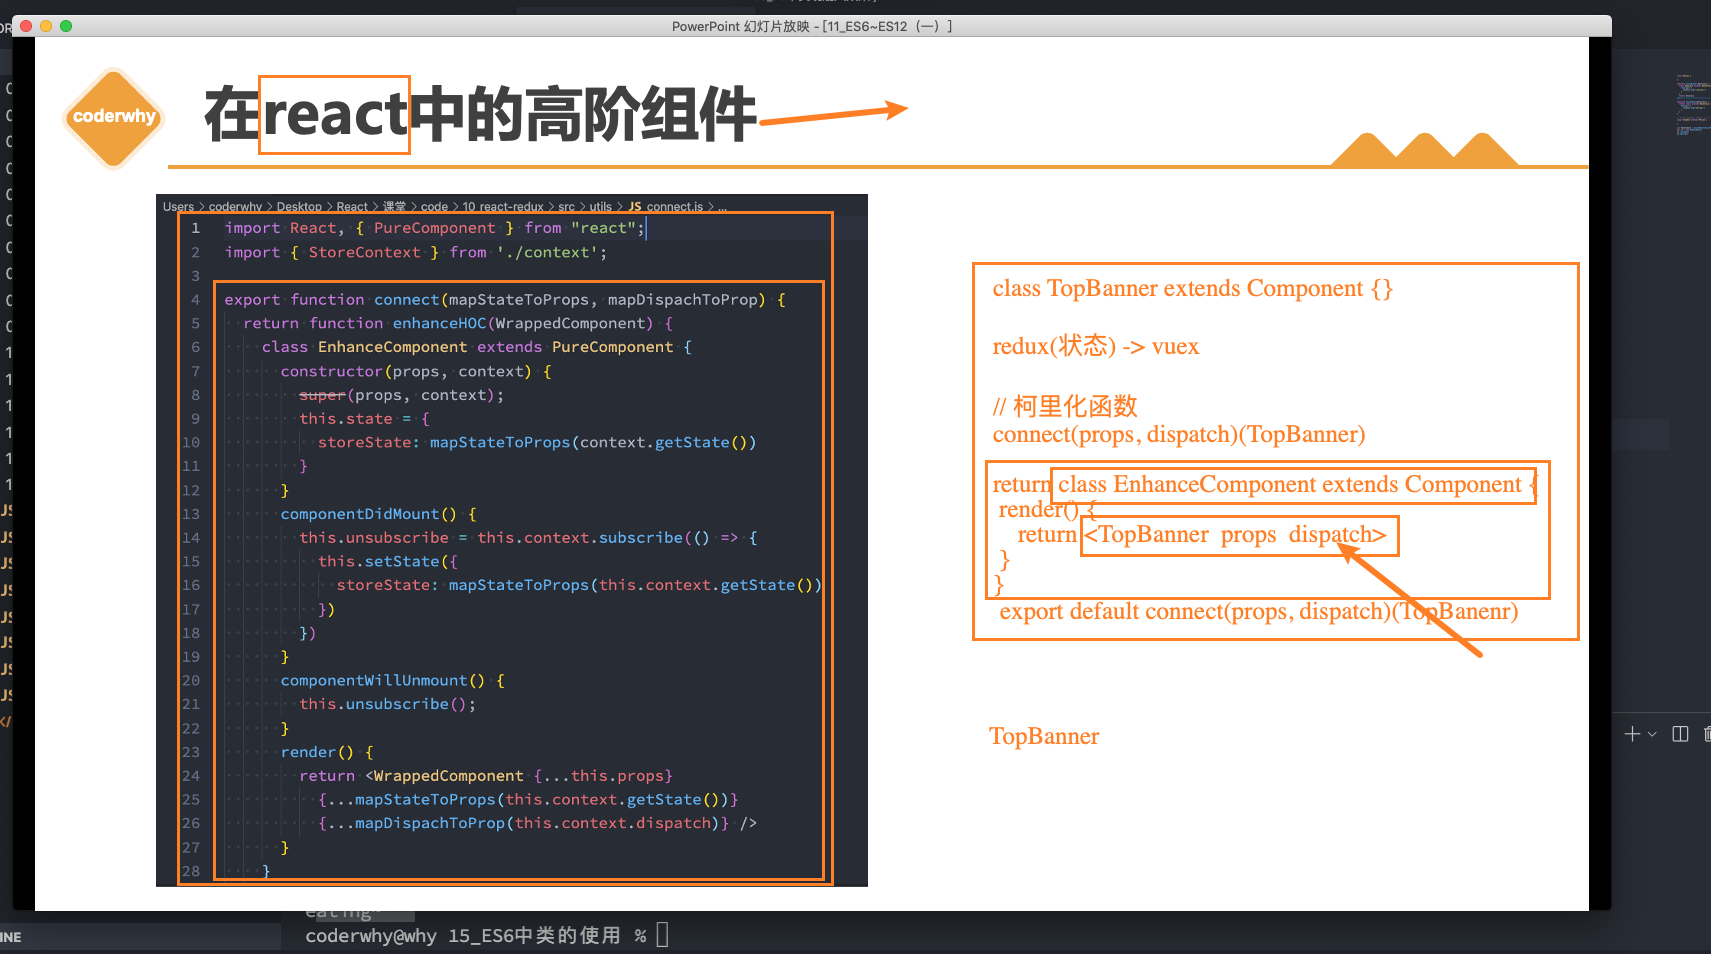 PowerPoint 幻灯片放映 - [11_ES6~ES12（一）]
coderwhy
在react中的高阶组件
Users > coderwhy > Desktop > React > 课堂 > code > 10_react-redux > src > utils > JS connect.js > ...
1 import React, { PureComponent } from "react";
2 import { StoreContext } from './context';
3
4 export function connect(mapStateToProps, mapDispachToProp) {
5 return function enhanceHOC(WrappedComponent) {
6 class EnhanceComponent extends PureComponent {
7 constructor(props, context) {
8 super(props, context);
9 this.state = {
10 storeState: mapStateToProps(context.getState())
11 }
12 }
13 componentDidMount() {
14 this.unsubscribe = this.context.subscribe(() => {
15 this.setState({
16 storeState: mapStateToProps(this.context.getState())
17 })
18 })
19 }
20 componentWillUnmount() {
21 this.unsubscribe();
22 }
23 render() {
24 return <WrappedComponent {...this.props}
25 {...mapStateToProps(this.context.getState())}
26 {...mapDispachToProp(this.context.dispatch)} />
27 }
28 }
class TopBanner extends Component {}
redux(状态) -> vuex
// 柯里化函数
connect(props, dispatch)(TopBanner)
return class EnhanceComponent extends Component {
render() {
return <TopBanner props dispatch>
}
}
export default connect(props, dispatch)(TopBanenr)
TopBanner
eating~
coderwhy@why 15_ES6中类的使用 %